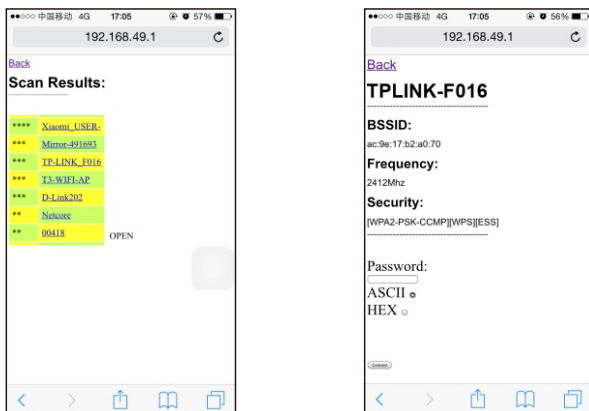 中国移动 4G 17:05 57%
192.168.49.1
Back
Scan Results:
**** Xiaomi_USER-
*** Mirror-491693
*** TP-LINK_F016
*** T3-WIFI-AP
*** D-Link202
** Netcore
** 00418 OPEN
中国移动 4G 17:05 56%
192.168.49.1
Back
TPLINK-F016
BSSID:
ac:9e:17:b2:a0:70
Frequency:
2412Mhz
Security:
[WPA2-PSK-CCMP][WPS][ESS]
Password:
ASCII
HEX
Connect